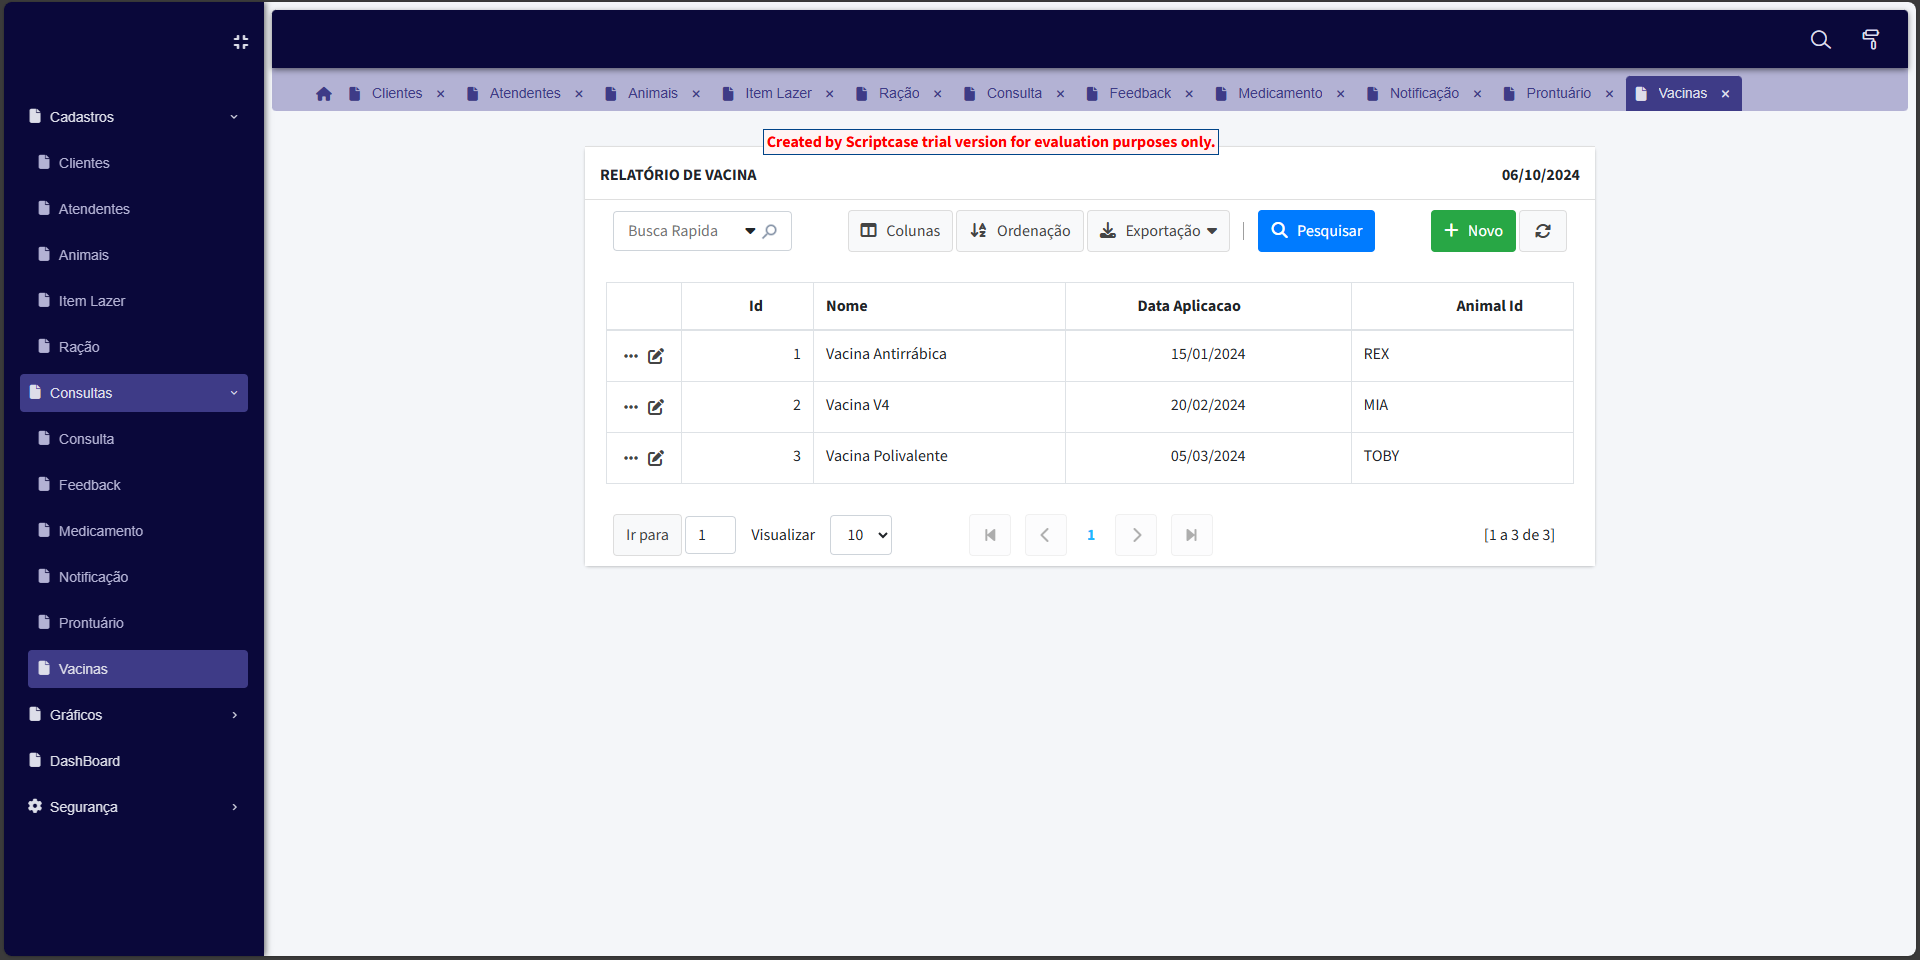 Cadastros
Clientes
Atendentes
Animais
Item Lazer
Ração
Consultas
Consulta
Feedback
Medicamento
Notificação
Prontuário
Vacinas
Gráficos
DashBoard
Segurança
Clientes × Atendentes × Animais × Item Lazer × Ração × Consulta × Feedback × Medicamento × Notificação × Prontuário × Vacinas ×
Created by Scriptcase trial version for evaluation purposes only.
RELATÓRIO DE VACINA 06/10/2024
Busca Rapida Colunas Ordenação Exportação Pesquisar + Novo
Id Nome Data Aplicacao Animal Id
1 Vacina Antirrábica 15/01/2024 REX
2 Vacina V4 20/02/2024 MIA
3 Vacina Polivalente 05/03/2024 TOBY
Ir para 1 Visualizar 10 1 [1 a 3 de 3]